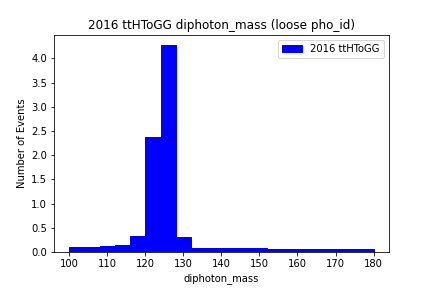 2016 ttHToGG diphoton_mass (loose pho_id)
2016 ttHToGG
Number of Events
4.0
3.5
3.0
2.5
2.0
1.5
1.0
0.5
0.0
100 110 120 130 140 150 160 170 180
diphoton_mass